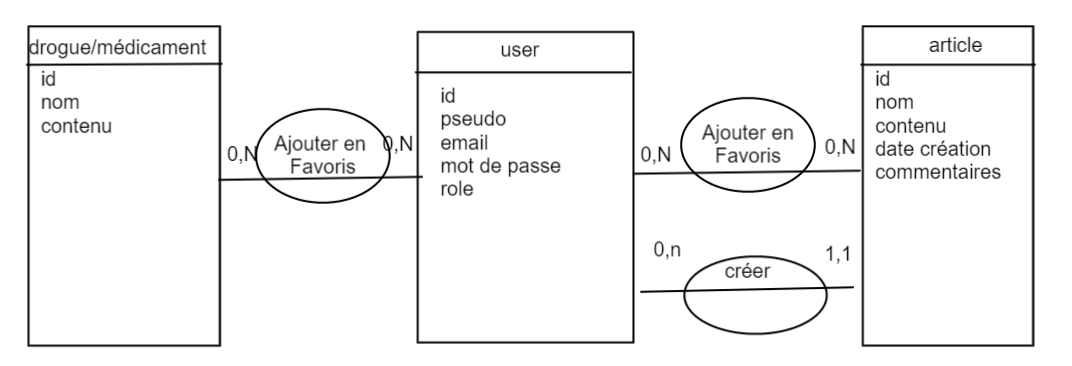 drogue/médicament
id
nom
contenu
0,N
Ajouter en
Favoris
0,N
user
id
pseudo
email
mot de passe
role
0,N
Ajouter en
Favoris
0,N
0,n
créer
1,1
article
id
nom
contenu
date création
commentaires